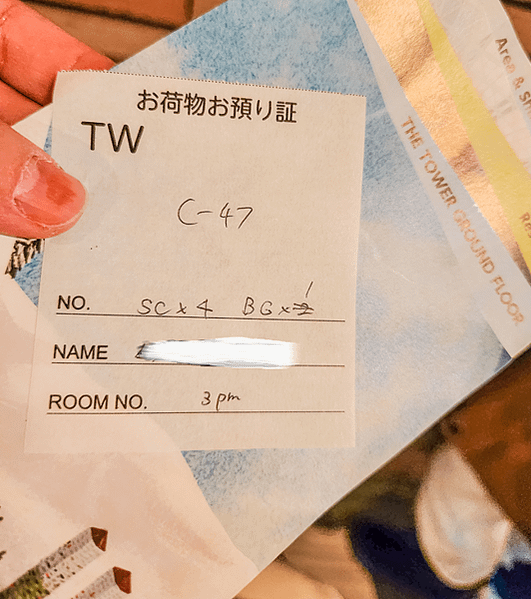 お荷物お預り証
TW
C-47
NO. SC×4 BG×1
NAME
ROOM NO. 3pm
Area &
THE TOWER GROUND FLOOR